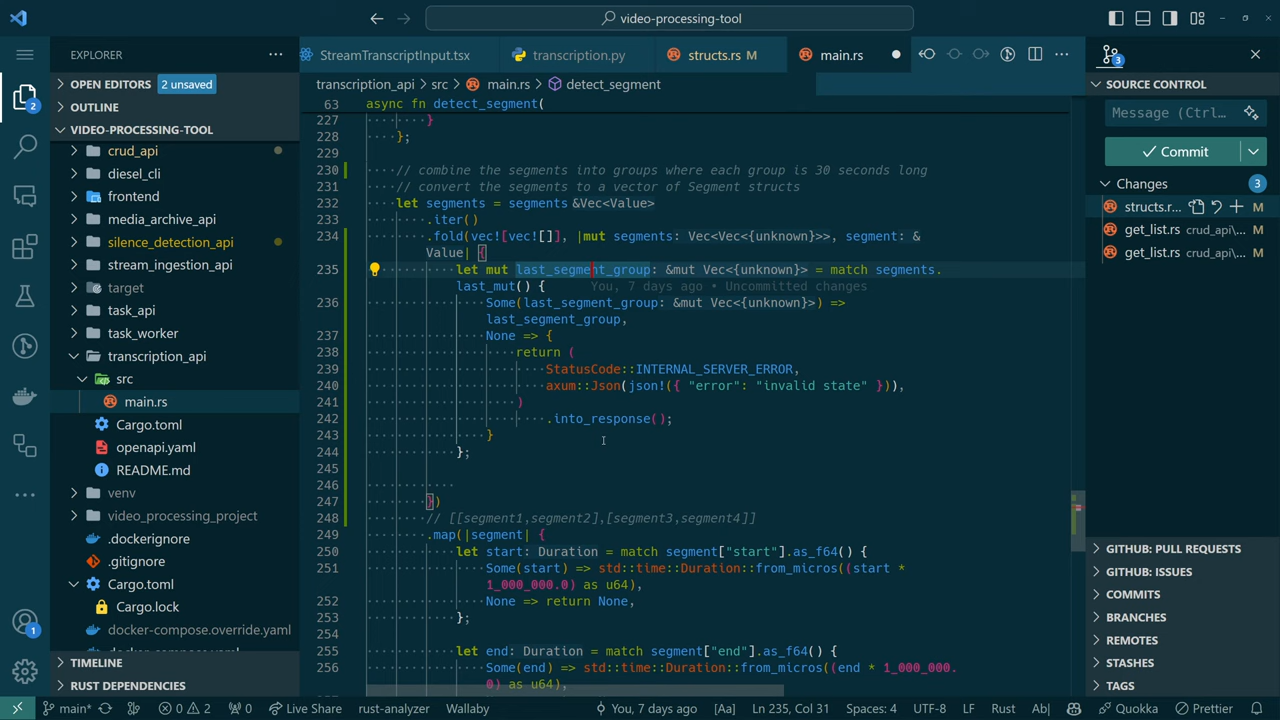 video-processing-tool
EXPLORER
OPEN EDITORS 2 unsaved
OUTLINE
VIDEO-PROCESSING-TOOL
crud_api
diesel_cli
frontend
media_archive_api
silence_detection_api
stream_ingestion_api
target
task_api
task_worker
transcription_api
src
main.rs
Cargo.toml
openapi.yaml
README.md
venv
video_processing_project
.dockerignore
.gitignore
Cargo.toml
Cargo.lock
docker-compose.override.yaml
TIMELINE
RUST DEPENDENCIES
2
1
StreamTranscriptInput.tsx
transcription.py
structs.rs M
main.rs
transcription_api > src > main.rs > detect_segment
63 async fn detect_segment(
227 }
228 };
229
230 // combine the segments into groups where each group is 30 seconds long
231 // convert the segments to a vector of Segment structs
232 let segments = segments &Vec<Value>
233 .iter()
234 .fold(vec![vec![]], |mut segments: Vec<Vec<{unknown}>>, segment: &
Value| {
235 let mut last_segment_group: &mut Vec<{unknown}> = match segments.
last_mut() { You, 7 days ago • Uncommitted changes
236 Some(last_segment_group: &mut Vec<{unknown}>) =>
last_segment_group,
237 None => {
238 return (
239 StatusCode::INTERNAL_SERVER_ERROR,
240 axum::Json(json!({ "error": "invalid state" })),
241 )
242 .into_response();
243 }
244 };
245
246
247 })
248 // [[segment1,segment2],[segment3,segment4]]
249 .map(|segment| {
250 let start: Duration = match segment["start"].as_f64() {
251 Some(start) => std::time::Duration::from_micros((start *
1_000_000.0) as u64),
252 None => return None,
253 };
254
255 let end: Duration = match segment["end"].as_f64() {
256 Some(end) => std::time::Duration::from_micros((end * 1_000_000.
0) as u64),
3
SOURCE CONTROL
Message (Ctrl...
Commit
Changes 3
structs.r... M
get_list.rs crud_api\... M
get_list.rs crud_api\... M
GITHUB: PULL REQUESTS
GITHUB: ISSUES
COMMITS
BRANCHES
REMOTES
STASHES
TAGS
main* 0 2 0 Live Share rust-analyzer Wallaby You, 7 days ago [Aa] Ln 235, Col 31 Spaces: 4 UTF-8 LF Rust Ab| Quokka Prettier